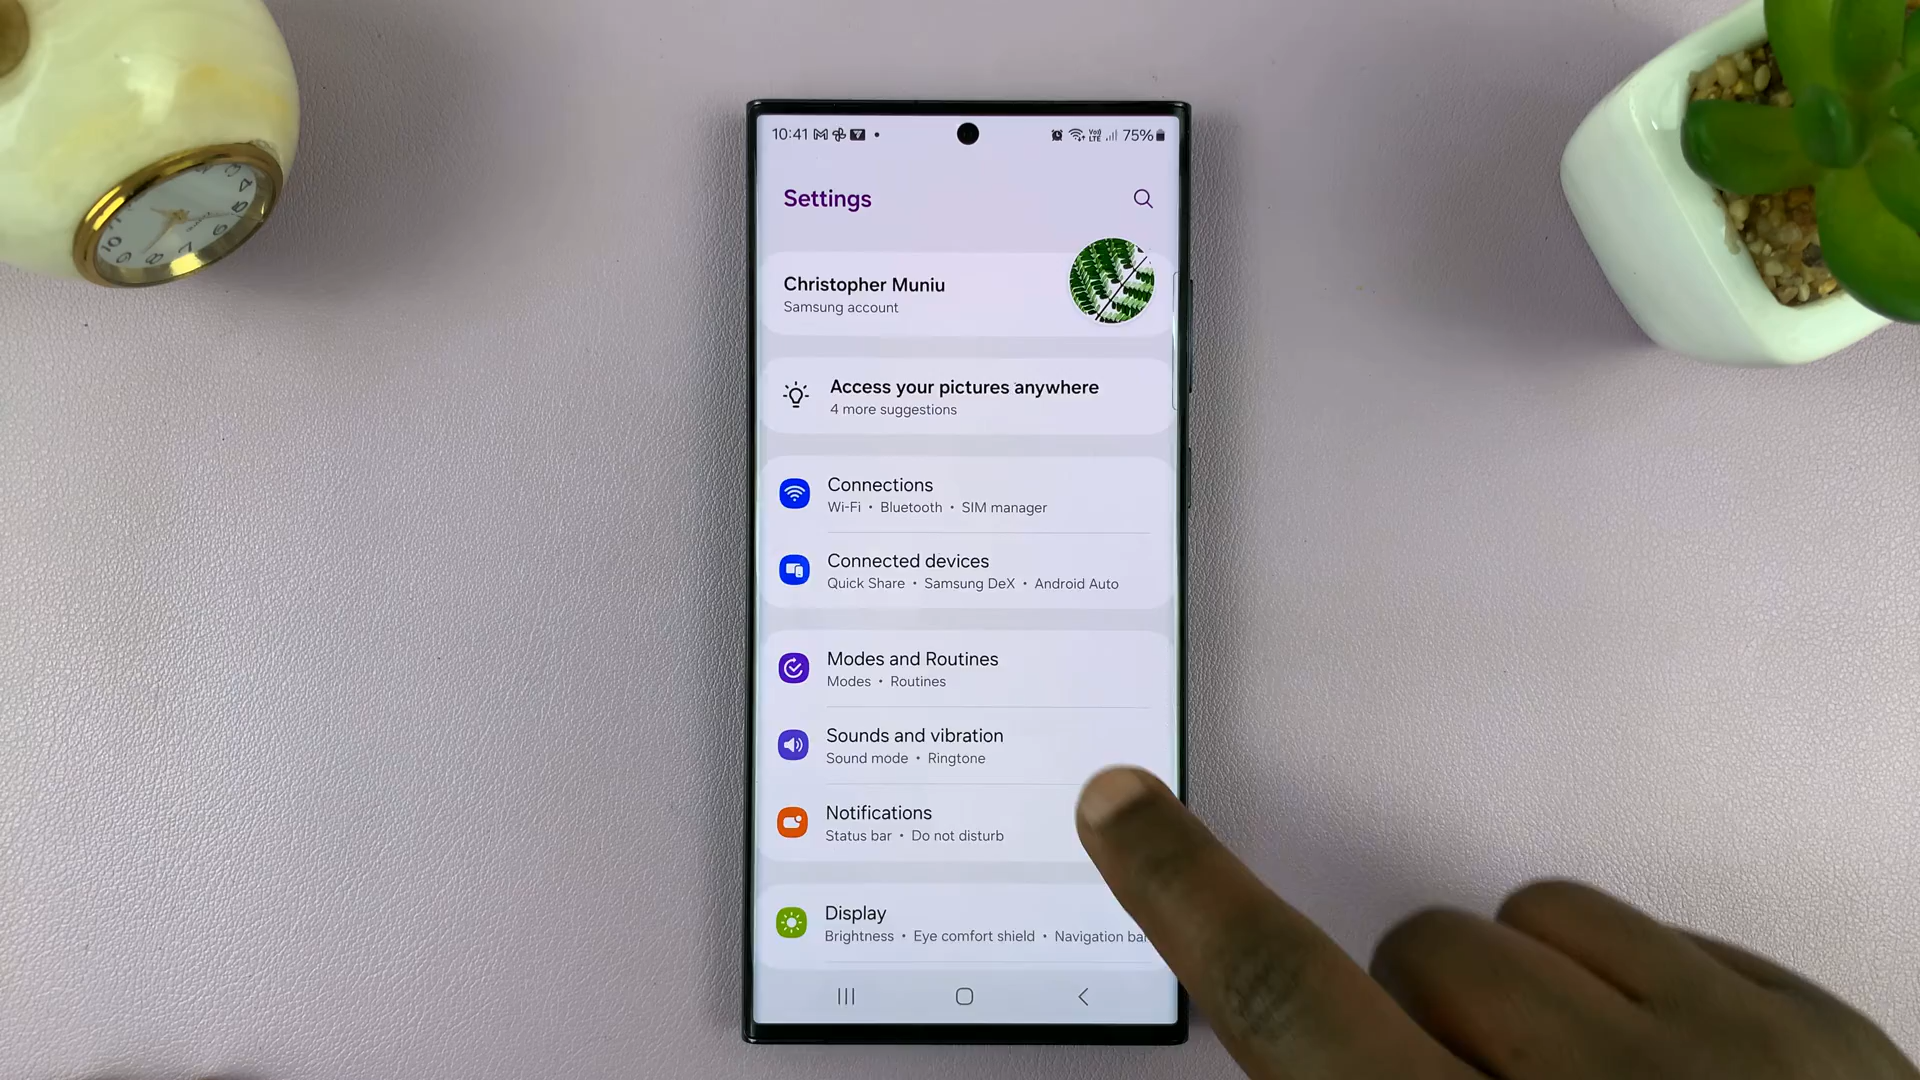 10:41
75%
Settings
Christopher Muniu
Samsung account
Access your pictures anywhere
4 more suggestions
Connections
Wi-Fi • Bluetooth • SIM manager
Connected devices
Quick Share • Samsung DeX • Android Auto
Modes and Routines
Modes • Routines
Sounds and vibration
Sound mode • Ringtone
Notifications
Status bar • Do not disturb
Display
Brightness • Eye comfort shield • Navigation bar